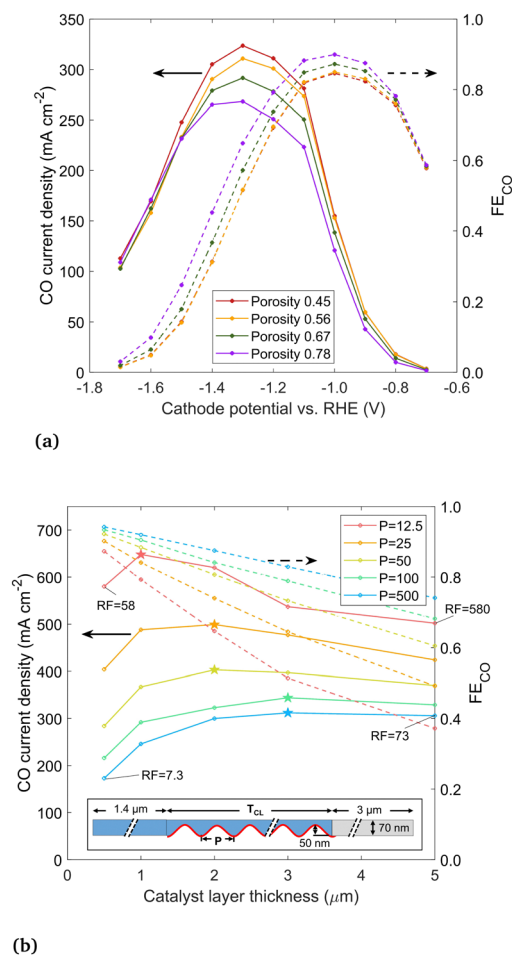 350
300
250
200
150
100
50
0
CO current density (mA cm-2)
1.0
0.8
0.6
0.4
0.2
0.0
FECO
Porosity 0.45
Porosity 0.56
Porosity 0.67
Porosity 0.78
-1.8 -1.6 -1.4 -1.2 -1.0 -0.8 -0.6
Cathode potential vs. RHE (V)
(a)
700
600
500
400
300
200
100
0
CO current density (mA cm-2)
1.0
0.8
0.6
0.4
0.2
0.0
FECO
P=12.5
P=25
P=50
P=100
P=500
RF=58
RF=580
RF=73
RF=7.3
1.4 μm TCL 3 μm
P
50 nm
70 nm
0 1 2 3 4 5
Catalyst layer thickness (μm)
(b)